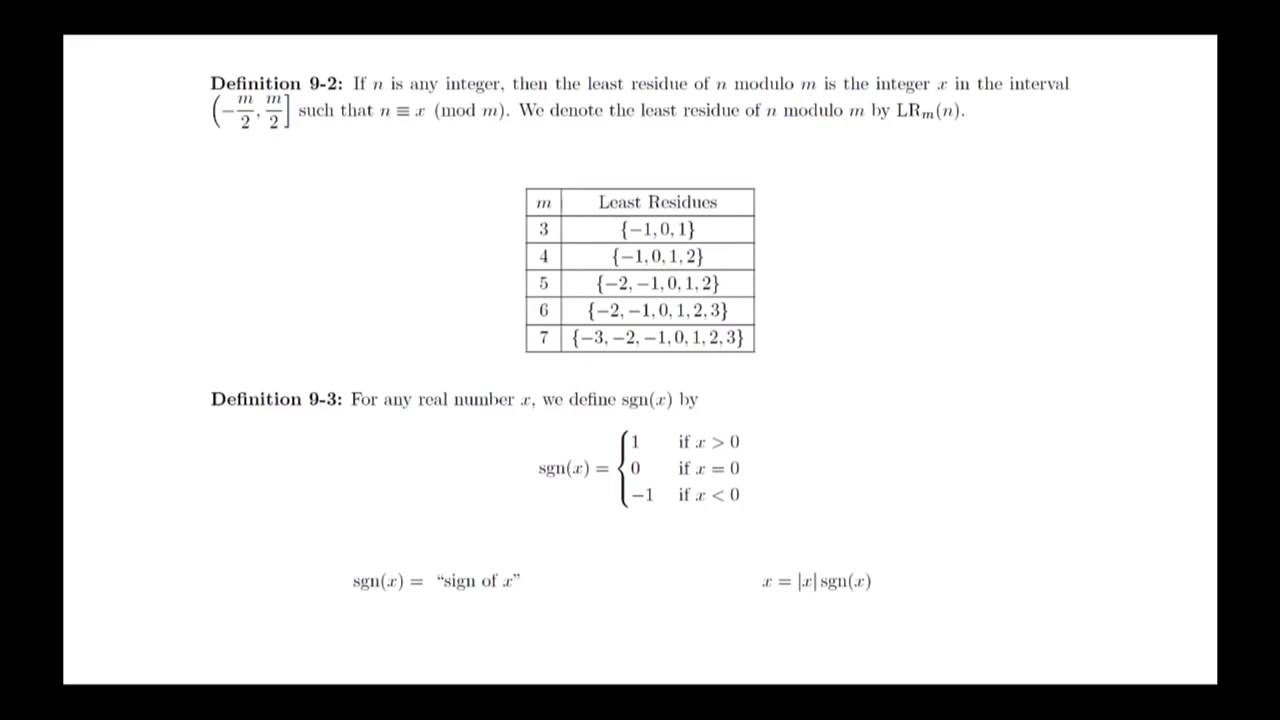 Definition 9-2: If n is any integer, then the least residue of n modulo m is the integer x in the interval
(−m/2, m/2] such that n ≡ x (mod m). We denote the least residue of n modulo m by LRₘ(n).
m Least Residues
3 {−1, 0, 1}
4 {−1, 0, 1, 2}
5 {−2, −1, 0, 1, 2}
6 {−2, −1, 0, 1, 2, 3}
7 {−3, −2, −1, 0, 1, 2, 3}
Definition 9-3: For any real number x, we define sgn(x) by
1 if x > 0
sgn(x) = { 0 if x = 0
−1 if x < 0
sgn(x) = “sign of x” x = |x| sgn(x)